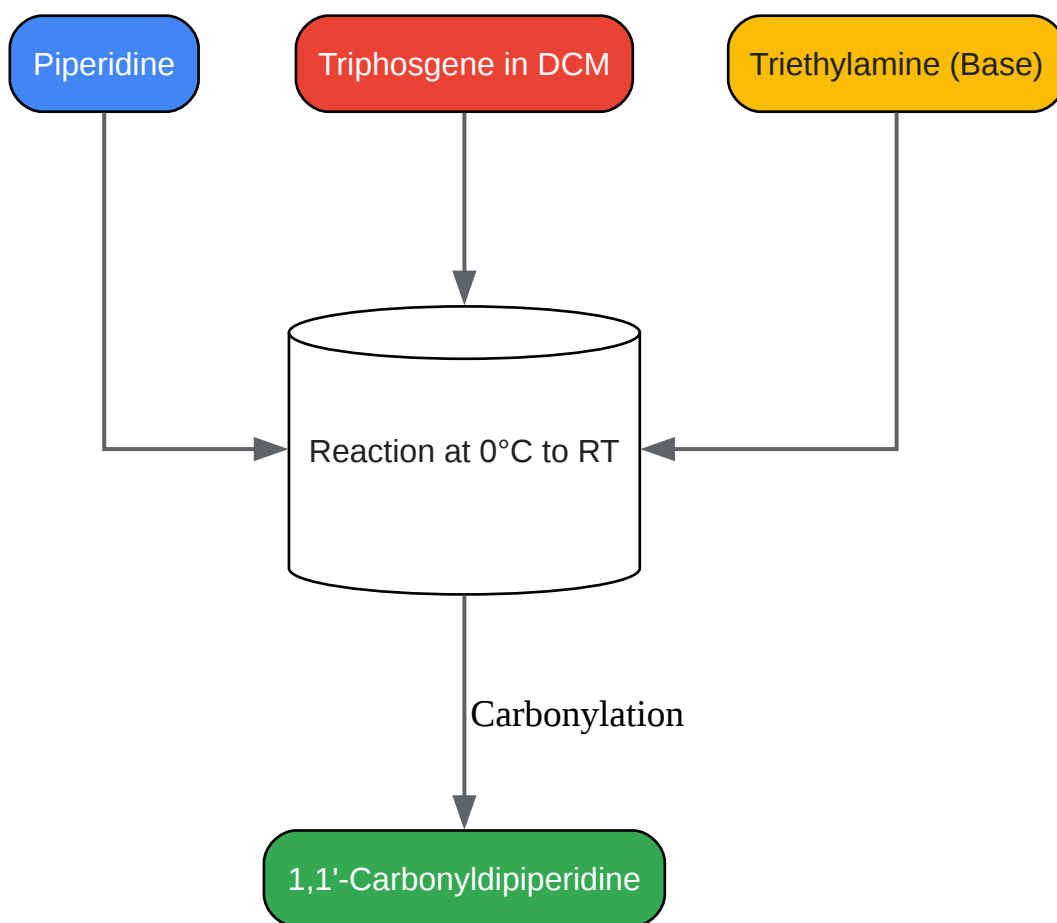 Piperidine
Triphosgene in DCM
Triethylamine (Base)
Reaction at 0°C to RT
Carbonylation
1,1'-Carbonyldipiperidine